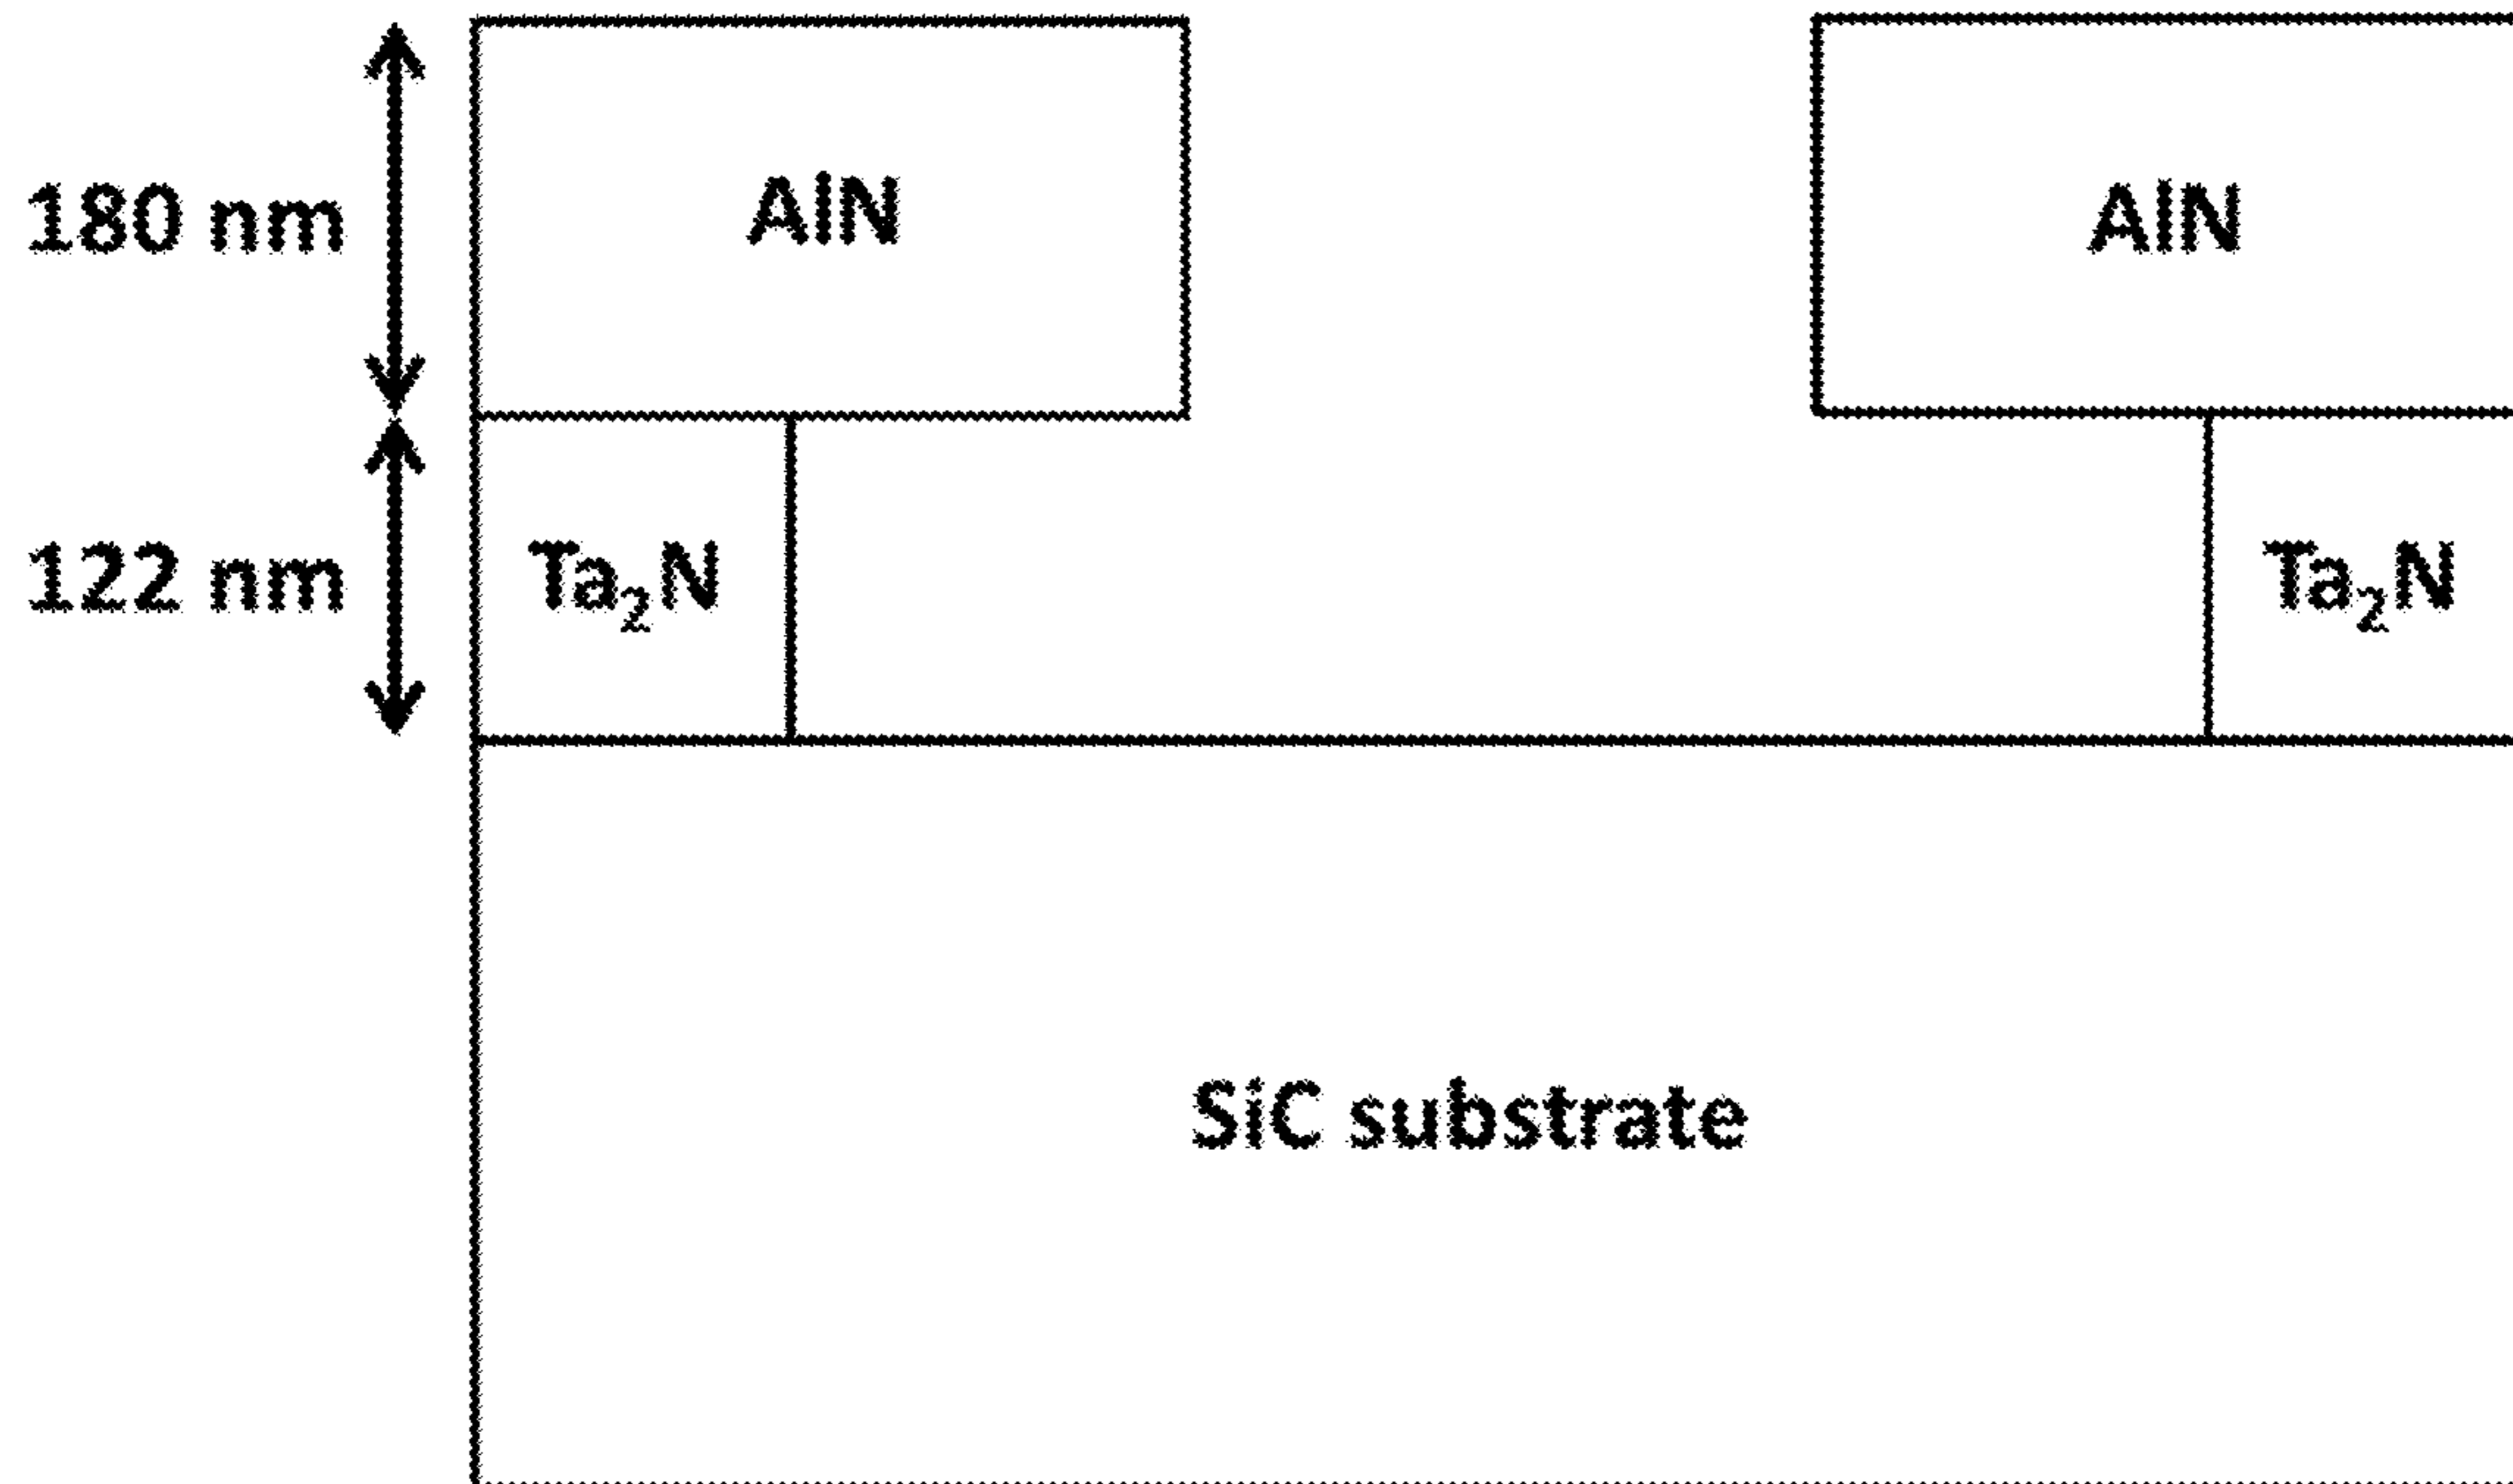 180 nm
AlN
AlN
122 nm
Ta₂N
Ta₂N
SiC substrate